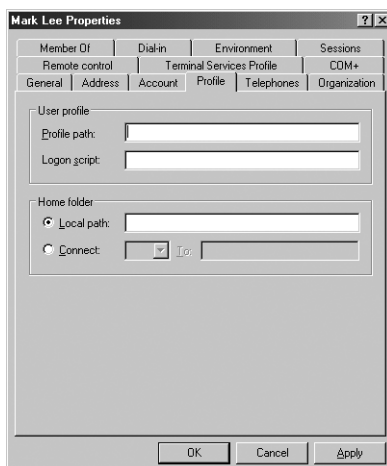 Mark Lee Properties
Member Of Dial-in Environment Sessions
Remote control Terminal Services Profile COM+
General Address Account Profile Telephones Organization
User profile
Profile path:
Logon script:
Home folder
Local path:
Connect: To:
OK Cancel Apply